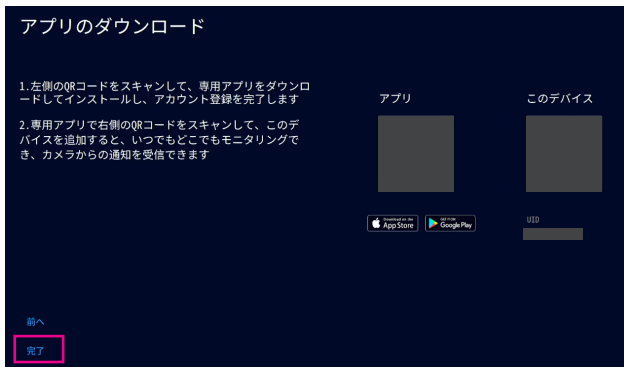 アプリのダウンロード
1.左側のQRコードをスキャンして、専用アプリをダウンロ
ードしてインストールし、アカウント登録を完了します
2.専用アプリで右側のQRコードをスキャンして、このデ
バイスを追加すると、いつでもどこでもモニタリングで
き、カメラからの通知を受信できます
アプリ
このデバイス
Download on the
App Store
GET IT ON
Google Play
UID
前へ
完了